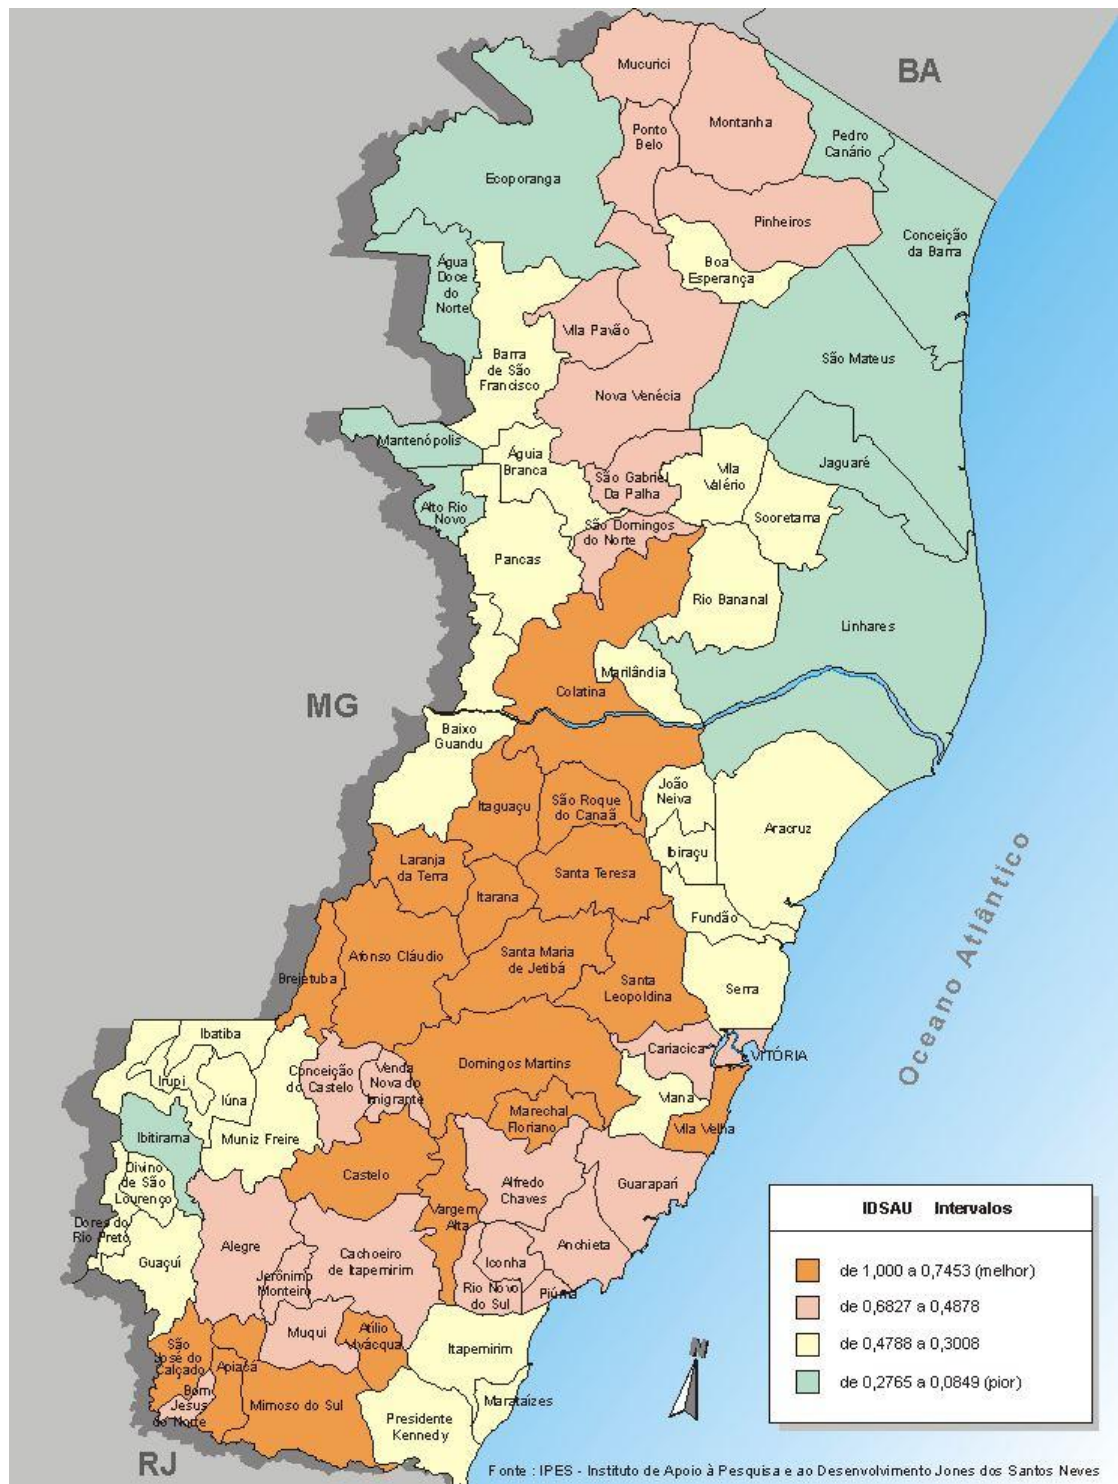 BA
Mucurici
Montanha
Ponto
Belo
Pedro
Canário
Ecoporanga
Pinheiros
Conceição
da Barra
Água
Doce
do
Norte
Boa
Esperança
Vila Pavão
Barra
de São
Francisco
São Mateus
Nova Venécia
Mantenópolis
Águia
Branca
Vila
Valério
Jaguaré
São Gabriel
Da Palha
Alto Rio
Novo
Sooretama
São Domingos
do Norte
Pancas
Rio Bananal
Linhares
Marilândia
Colatina
MG
Baixo
Guandu
João
Neiva
Itaguaçu
São Roque
do Canaã
Aracruz
Ibiraçu
Laranja
da Terra
Santa Teresa
Itarana
Fundão
Oceano Atlântico
Afonso Cláudio
Santa Maria
de Jetibá
Brejetuba
Santa
Leopoldina
Serra
Ibatiba
Cariacica
VITÓRIA
Domingos Martins
Conceição
do Castelo
Venda
Nova do
Imigrante
Irupi
Iúna
Viana
Marechal
Floriano
Vila Velha
Ibitirama
Muniz Freire
Divino
de São
Lourenço
Castelo
Alfredo
Chaves
Guarapari
Vargem
Alta
Dores do
Rio Preto
Alegre
Anchieta
Guaçuí
Cachoeiro
de Itapemirim
Iconha
Jerônimo
Monteiro
Rio Novo
do Sul
Piúma
Muqui
Atílio
Vivácqua
São
José do
Calçado
Itapemirim
Apiacá
Bom
Jesus
do Norte
Mimoso do Sul
Marataízes
Presidente
Kennedy
RJ
IDSAU Intervalos
de 1,000 a 0,7453 (melhor)
de 0,6827 a 0,4878
de 0,4788 a 0,3008
de 0,2765 a 0,0849 (pior)
N
Fonte : IPES - Instituto de Apoio à Pesquisa e ao Desenvolvimento Jones dos Santos Neves